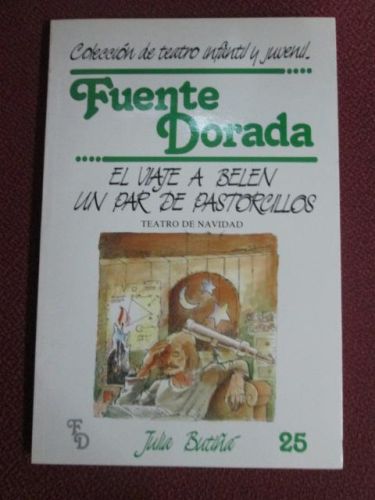 Colección de teatro infantil y juvenil
Fuente
Dorada
EL VIAJE A BELEN
UN PAR DE PASTORCILLOS
TEATRO DE NAVIDAD
FD
Julia Butiñá
25